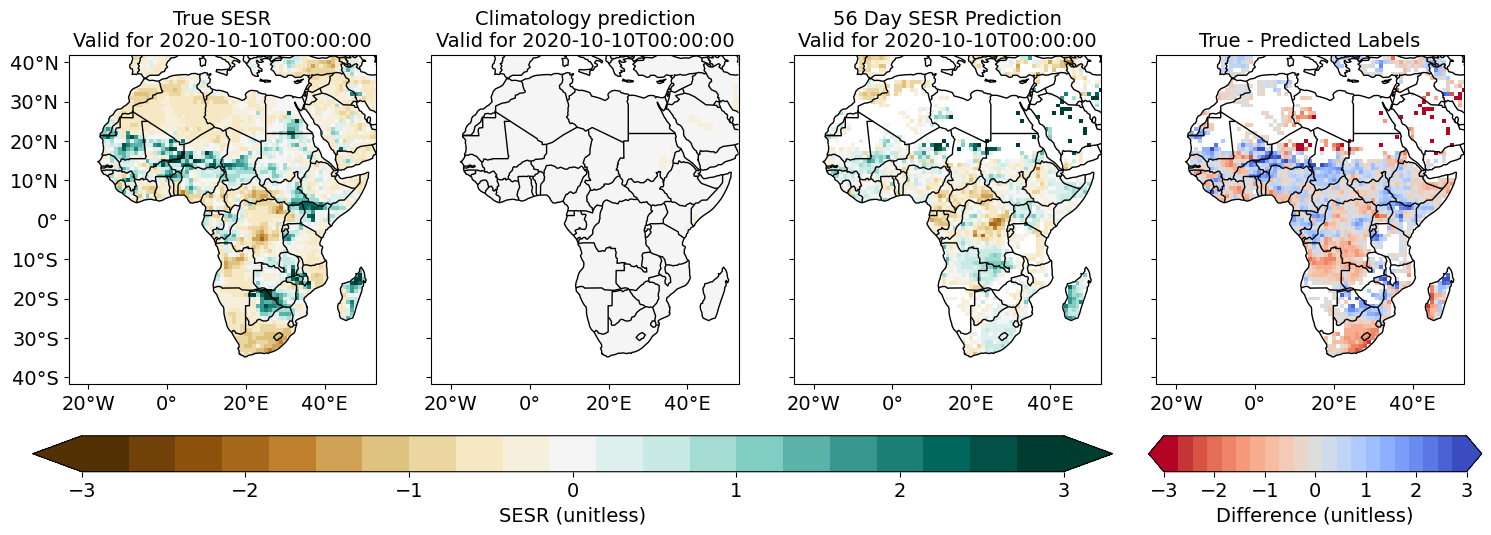 True SESR
Valid for 2020-10-10T00:00:00
Climatology prediction
Valid for 2020-10-10T00:00:00
56 Day SESR Prediction
Valid for 2020-10-10T00:00:00
True - Predicted Labels
40°N
30°N
20°N
10°N
0°
10°S
20°S
30°S
40°S
20°W 0° 20°E 40°E
20°W 0° 20°E 40°E
20°W 0° 20°E 40°E
20°W 0° 20°E 40°E
−3 −2 −1 0 1 2 3
SESR (unitless)
−3 −2 −1 0 1 2 3
Difference (unitless)